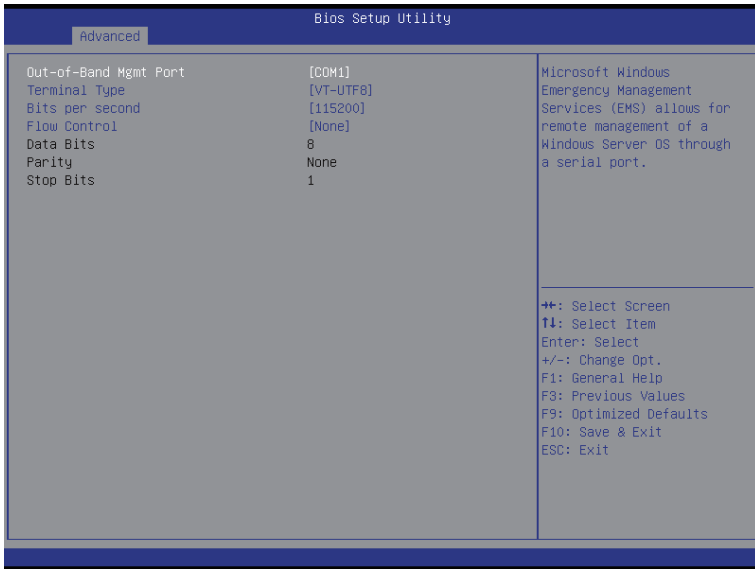 Bios Setup Utility
Advanced
Out-of-Band Mgmt Port [COM1]
Terminal Type [VT-UTF8]
Bits per second [115200]
Flow Control [None]
Data Bits 8
Parity None
Stop Bits 1
Microsoft Windows
Emergency Management
Services (EMS) allows for
remote management of a
Windows Server OS through
a serial port.
→←: Select Screen
↑↓: Select Item
Enter: Select
+/-: Change Opt.
F1: General Help
F3: Previous Values
F9: Optimized Defaults
F10: Save & Exit
ESC: Exit